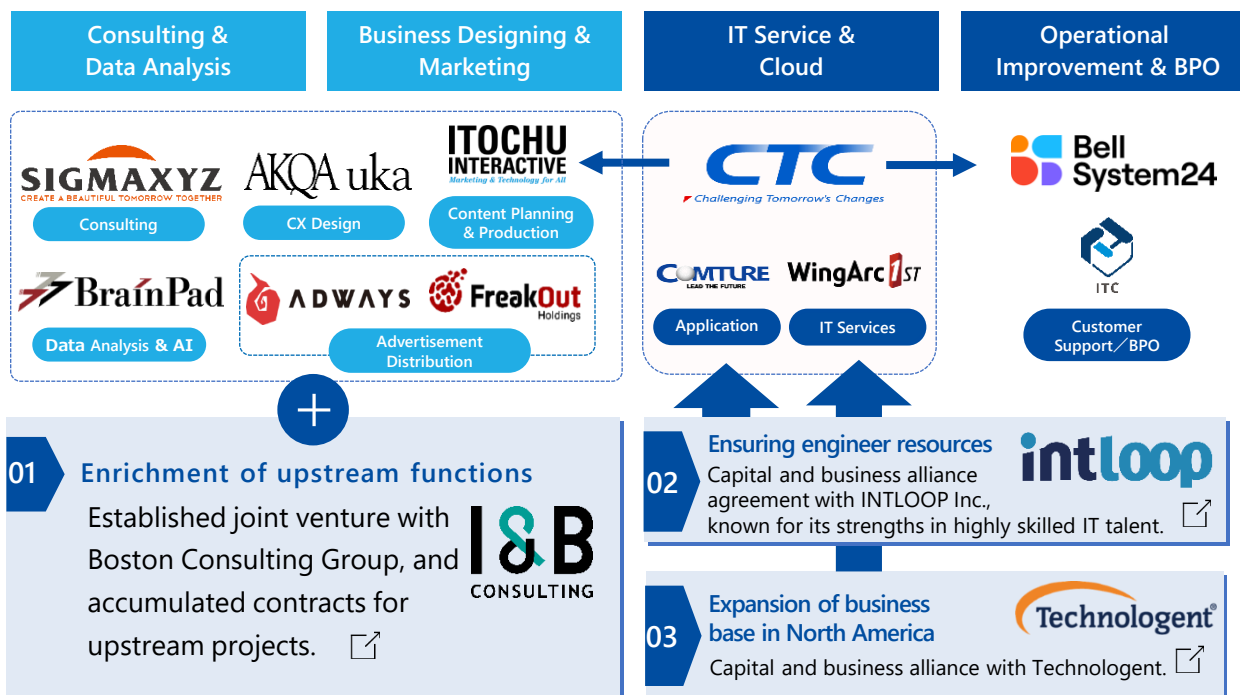 Consulting &
Data Analysis
Business Designing &
Marketing
IT Service &
Cloud
Operational
Improvement & BPO
SIGMAXYZ
CREATE A BEAUTIFUL TOMORROW TOGETHER
Consulting
AKQA uka
CX Design
ITOCHU
INTERACTIVE
Marketing & Technology for All
Content Planning
& Production
BrainPad
Data Analysis & AI
ADWAYS
FreakOut
Holdings
Advertisement
Distribution
CTC
Challenging Tomorrow's Changes
COMTURE
LEAD THE FUTURE
Application
WingArc1ST
IT Services
Bell
System24
ITC
Customer
Support／BPO
+
01
Enrichment of upstream functions
Established joint venture with
Boston Consulting Group, and
accumulated contracts for
upstream projects.
I&B
CONSULTING
02
Ensuring engineer resources
Capital and business alliance
agreement with INTLOOP Inc.,
known for its strengths in highly skilled IT talent.
intloop
03
Expansion of business
base in North America
Capital and business alliance with Technologent.
Technologent®